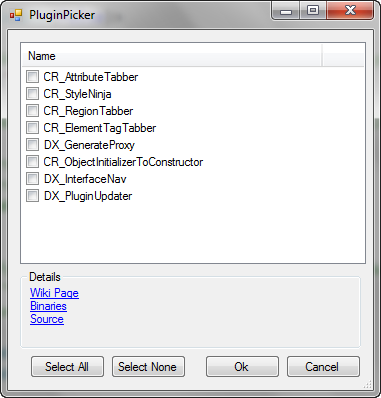 PluginPicker
Name
CR_AttributeTabber
CR_StyleNinja
CR_RegionTabber
CR_ElementTagTabber
DX_GenerateProxy
CR_ObjectInitializerToConstructor
DX_InterfaceNav
DX_PluginUpdater
Details
Wiki Page
Binaries
Source
Select All Select None Ok Cancel